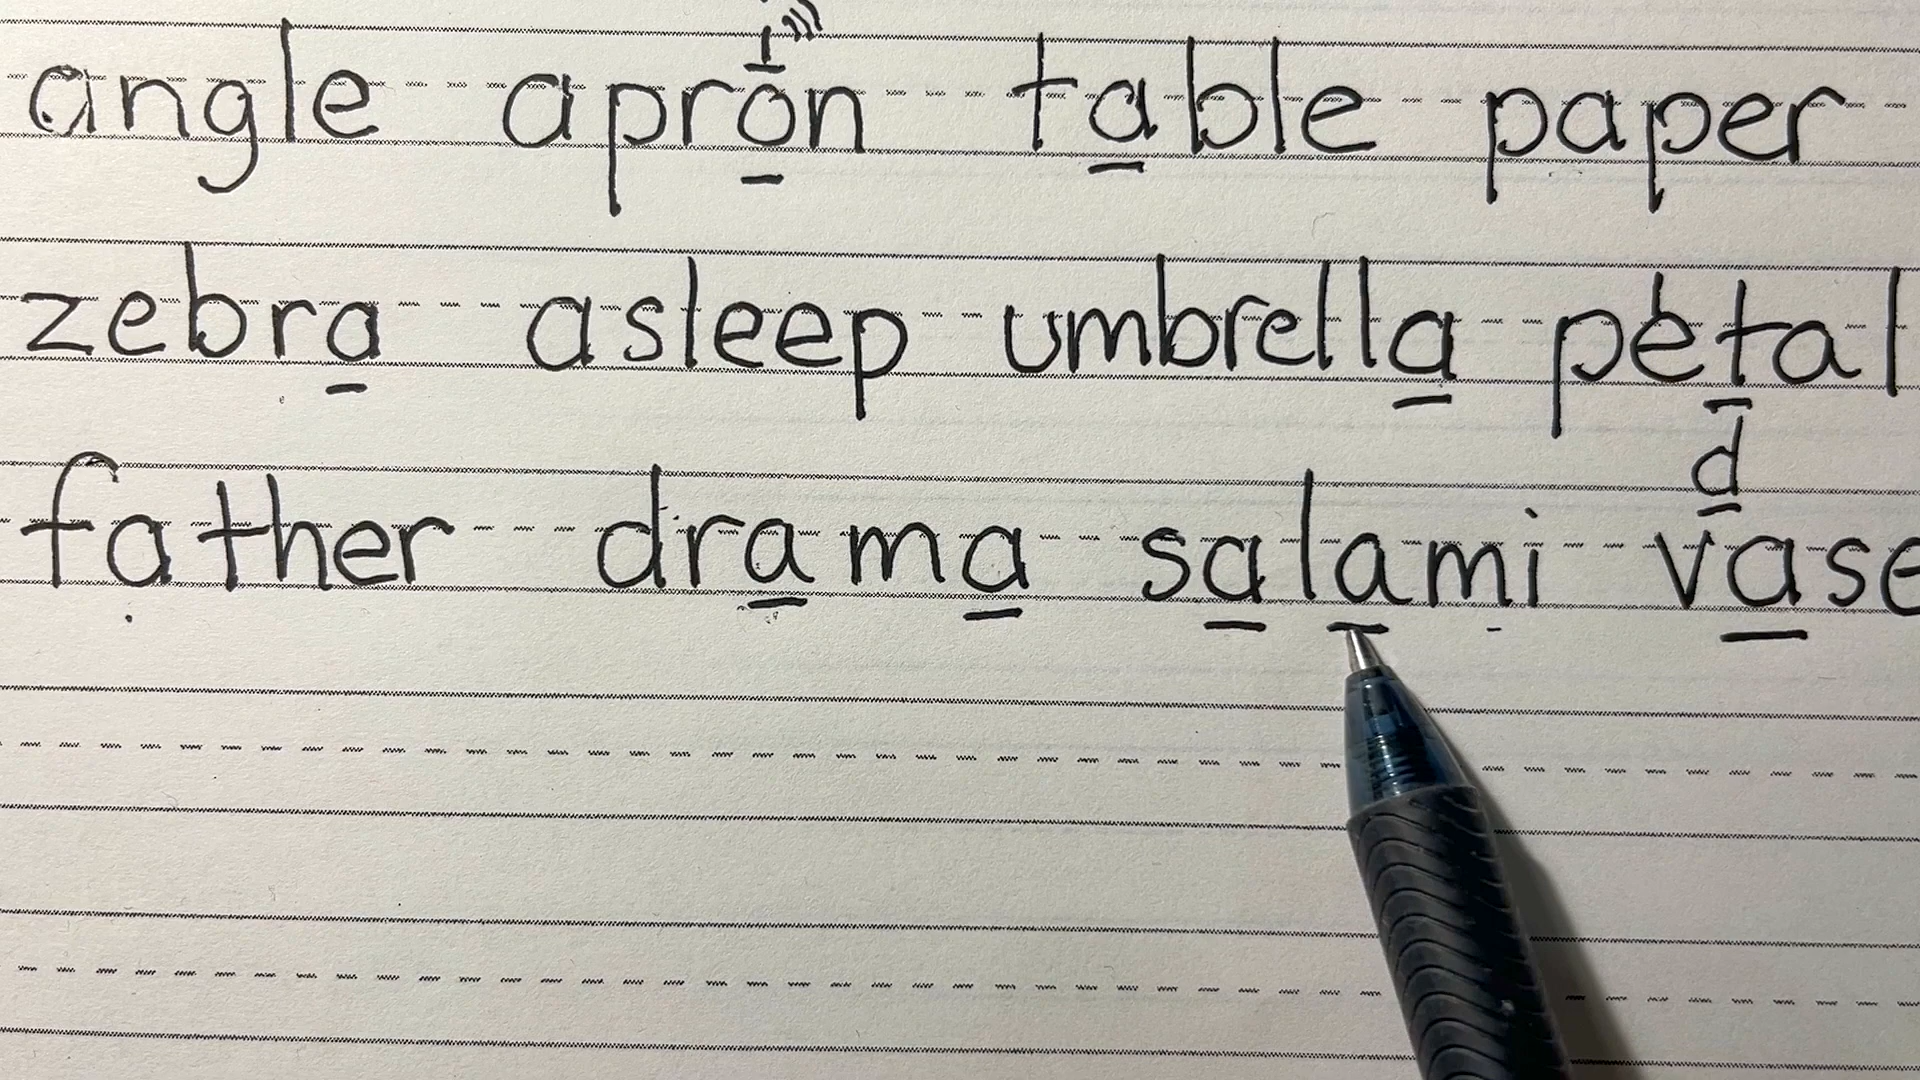 i
angle apron table paper
zebra asleep umbrella petal
d
father drama salami vase